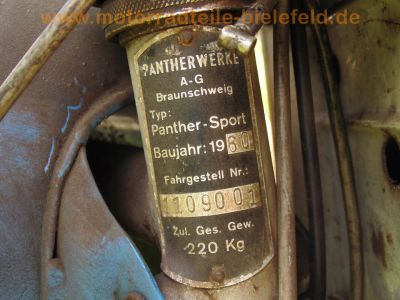 www.motorradteile-bielefeld.de
PANTHERWERKE
A-G
Braunschweig
Typ:
Panther-Sport
Baujahr: 1960
Fahrgestell Nr.:
1109001
Zul. Ges. Gew.
220 Kg